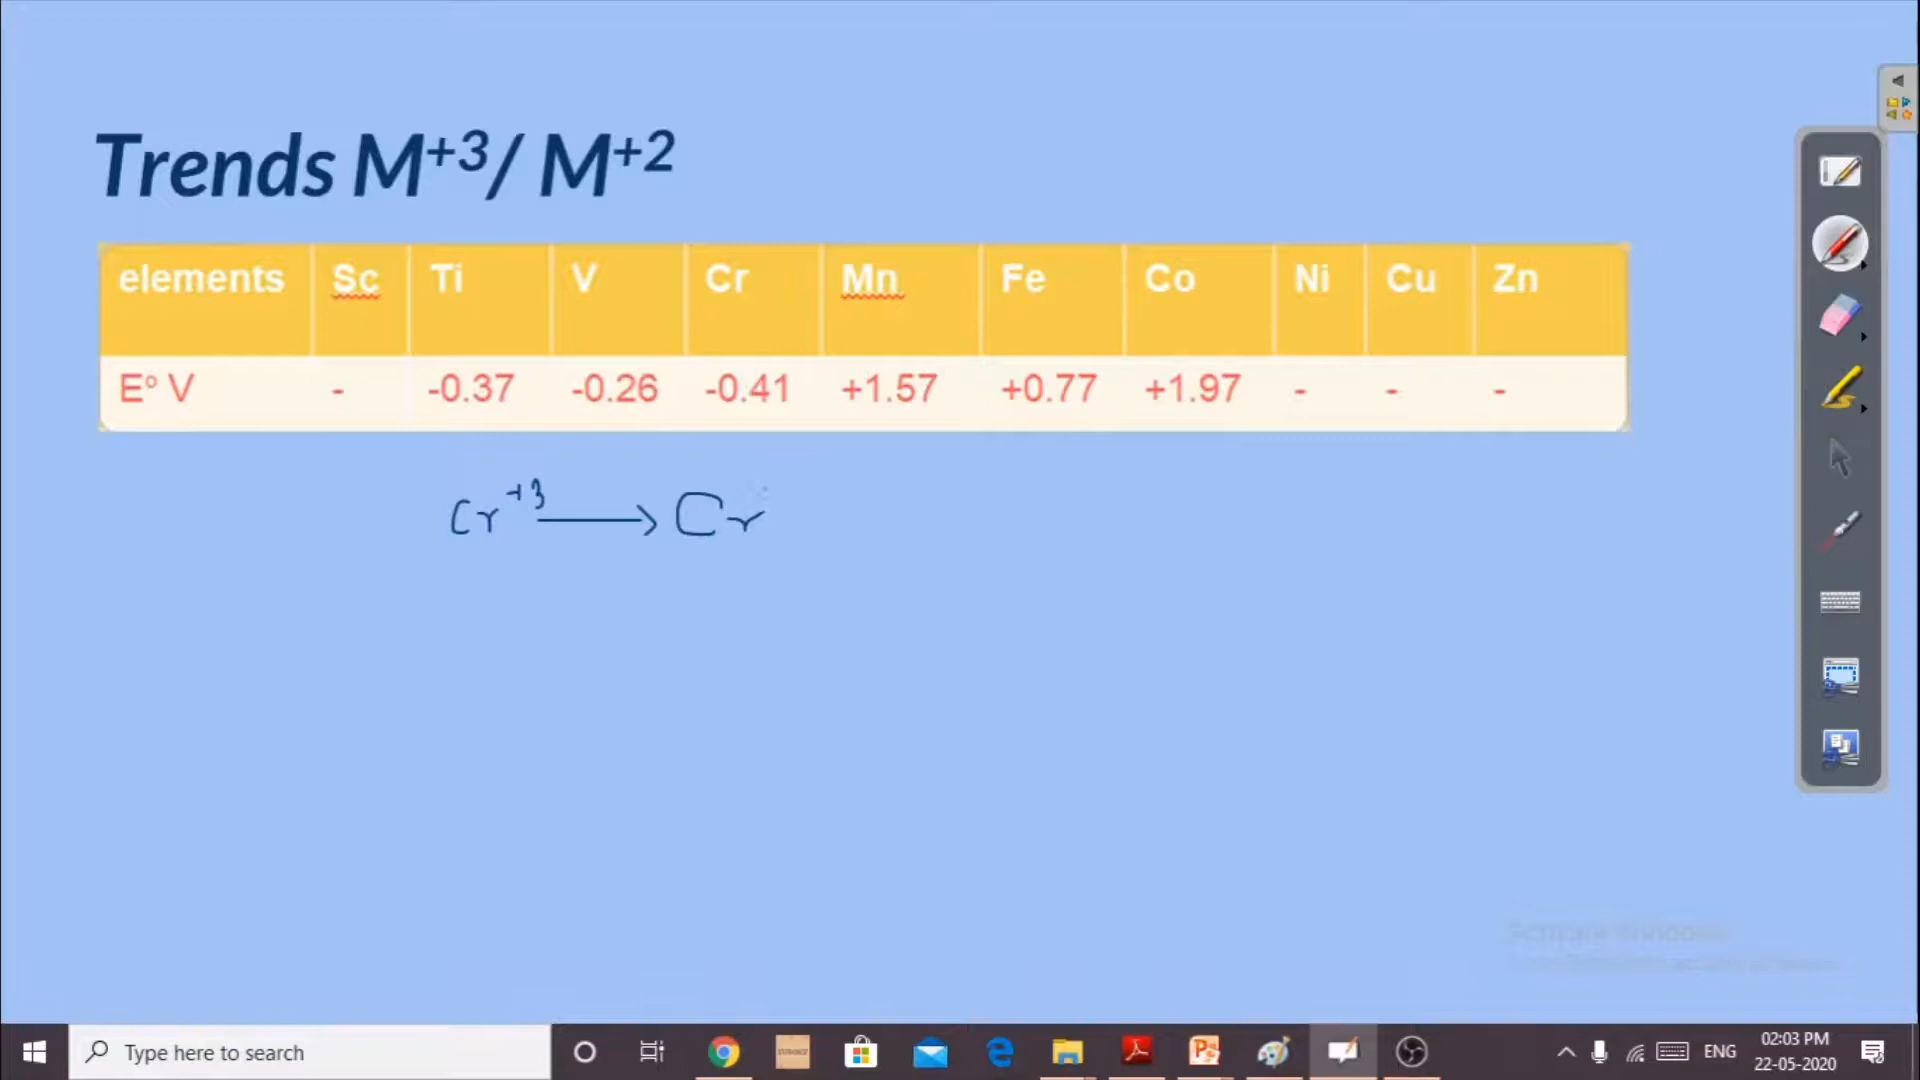 Trends M⁺³/ M⁺²
elements Sc Ti V Cr Mn Fe Co Ni Cu Zn
Eº V - -0.37 -0.26 -0.41 +1.57 +0.77 +1.97 - - -
Cr⁺³ → Cr
Type here to search
ENG
02:03 PM
22-05-2020